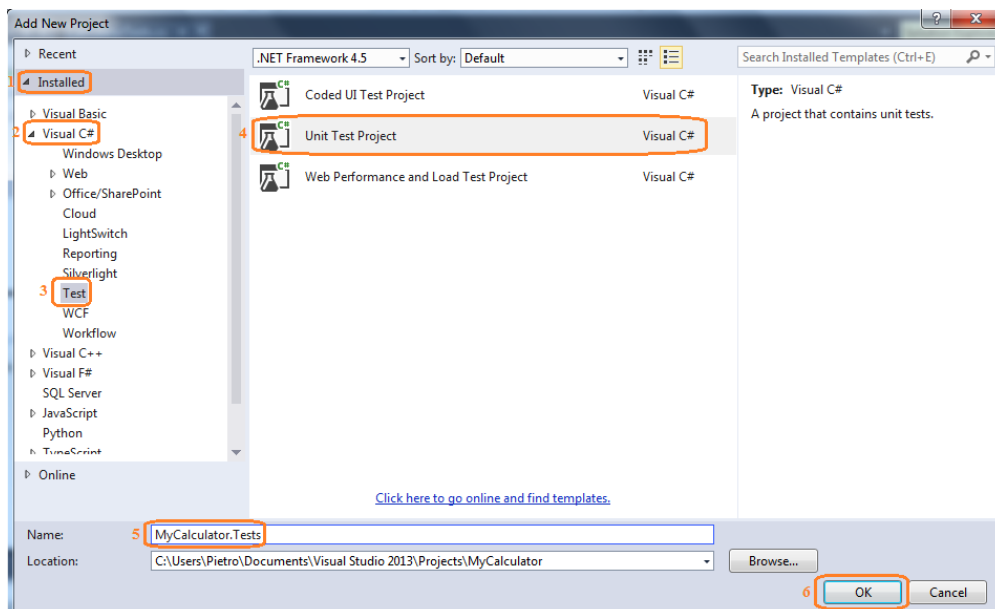 Add New Project
Recent
.NET Framework 4.5
Sort by:
Default
Search Installed Templates (Ctrl+E)
1 Installed
Visual Basic
2 Visual C#
Windows Desktop
Web
Office/SharePoint
Cloud
LightSwitch
Reporting
Silverlight
3 Test
WCF
Workflow
Visual C++
Visual F#
SQL Server
JavaScript
Python
TypeScript
Online
C# Coded UI Test Project Visual C#
4 C# Unit Test Project Visual C#
C# Web Performance and Load Test Project Visual C#
Click here to go online and find templates.
Type: Visual C#
A project that contains unit tests.
Name: 5 MyCalculator.Tests
Location: C:\Users\Pietro\Documents\Visual Studio 2013\Projects\MyCalculator
Browse...
6 OK
Cancel